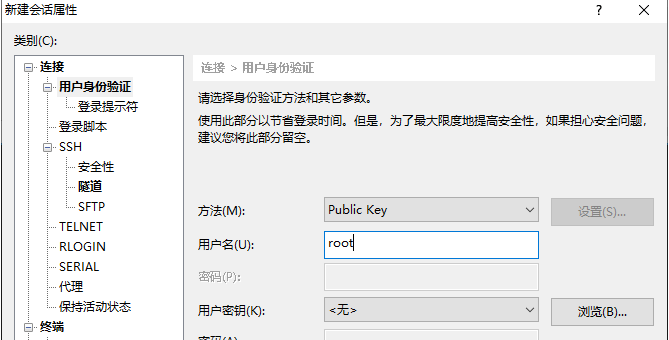 新建会话属性
类别(C):
连接
用户身份验证
登录提示符
登录脚本
SSH
安全性
隧道
SFTP
TELNET
RLOGIN
SERIAL
代理
保持活动状态
终端
连接 > 用户身份验证
请选择身份验证方法和其它参数。
使用此部分以节省登录时间。但是，为了最大限度地提高安全性，如果担心安全问题，
建议您将此部分留空。
方法(M): Public Key 设置(S)...
用户名(U): root
密码(P):
用户密钥(K): <无> 浏览(B)...